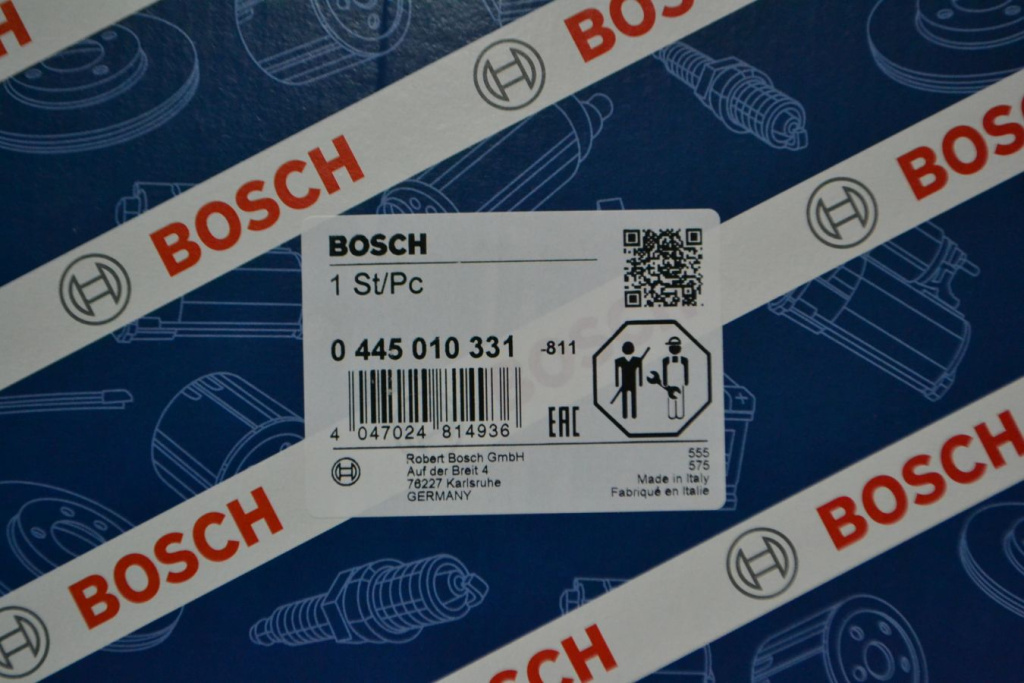 BOSCH
BOSCH
BOSCH
BOSCH
1 St/Pc
0 445 010 331 -811
4 047024 814936
EAC
Robert Bosch GmbH
Auf der Breit 4
76227 Karlsruhe
GERMANY
555
575
Made in Italy
Fabriqué en Italie
BOSCH
BOSCH
SCH